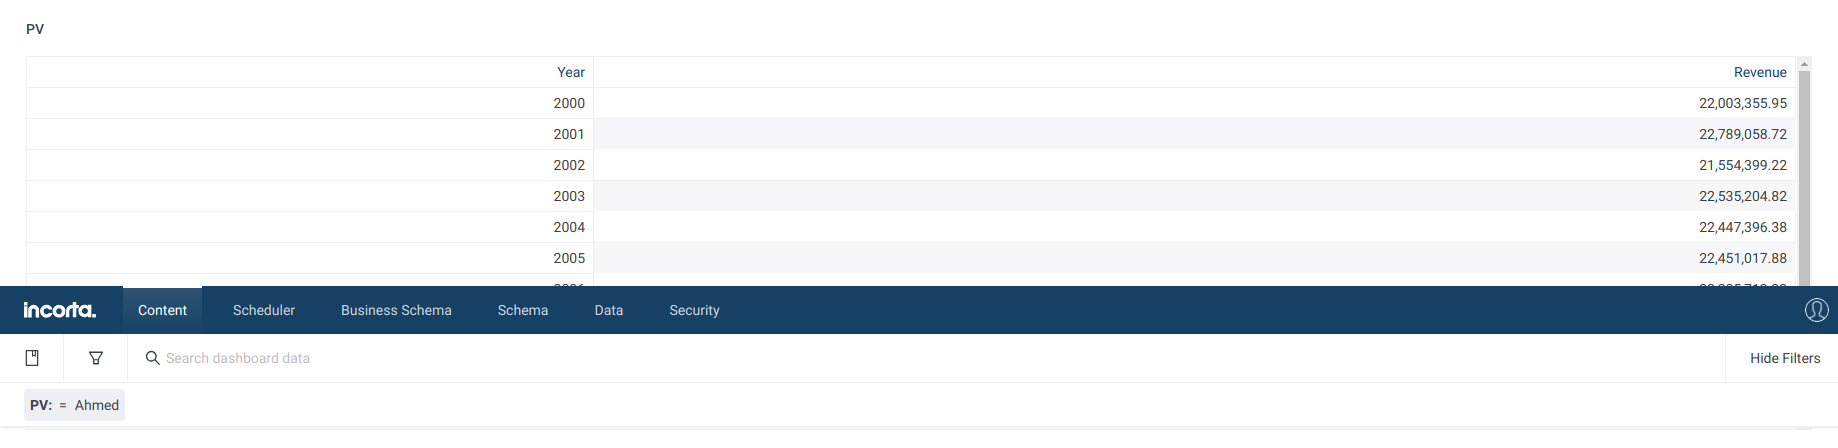 PV
Year Revenue
2000 22,003,355.95
2001 22,789,058.72
2002 21,554,399.22
2003 22,535,204.82
2004 22,447,396.38
2005 22,451,017.88
incorta. Content Scheduler Business Schema Schema Data Security
Search dashboard data Hide Filters
PV: = Ahmed